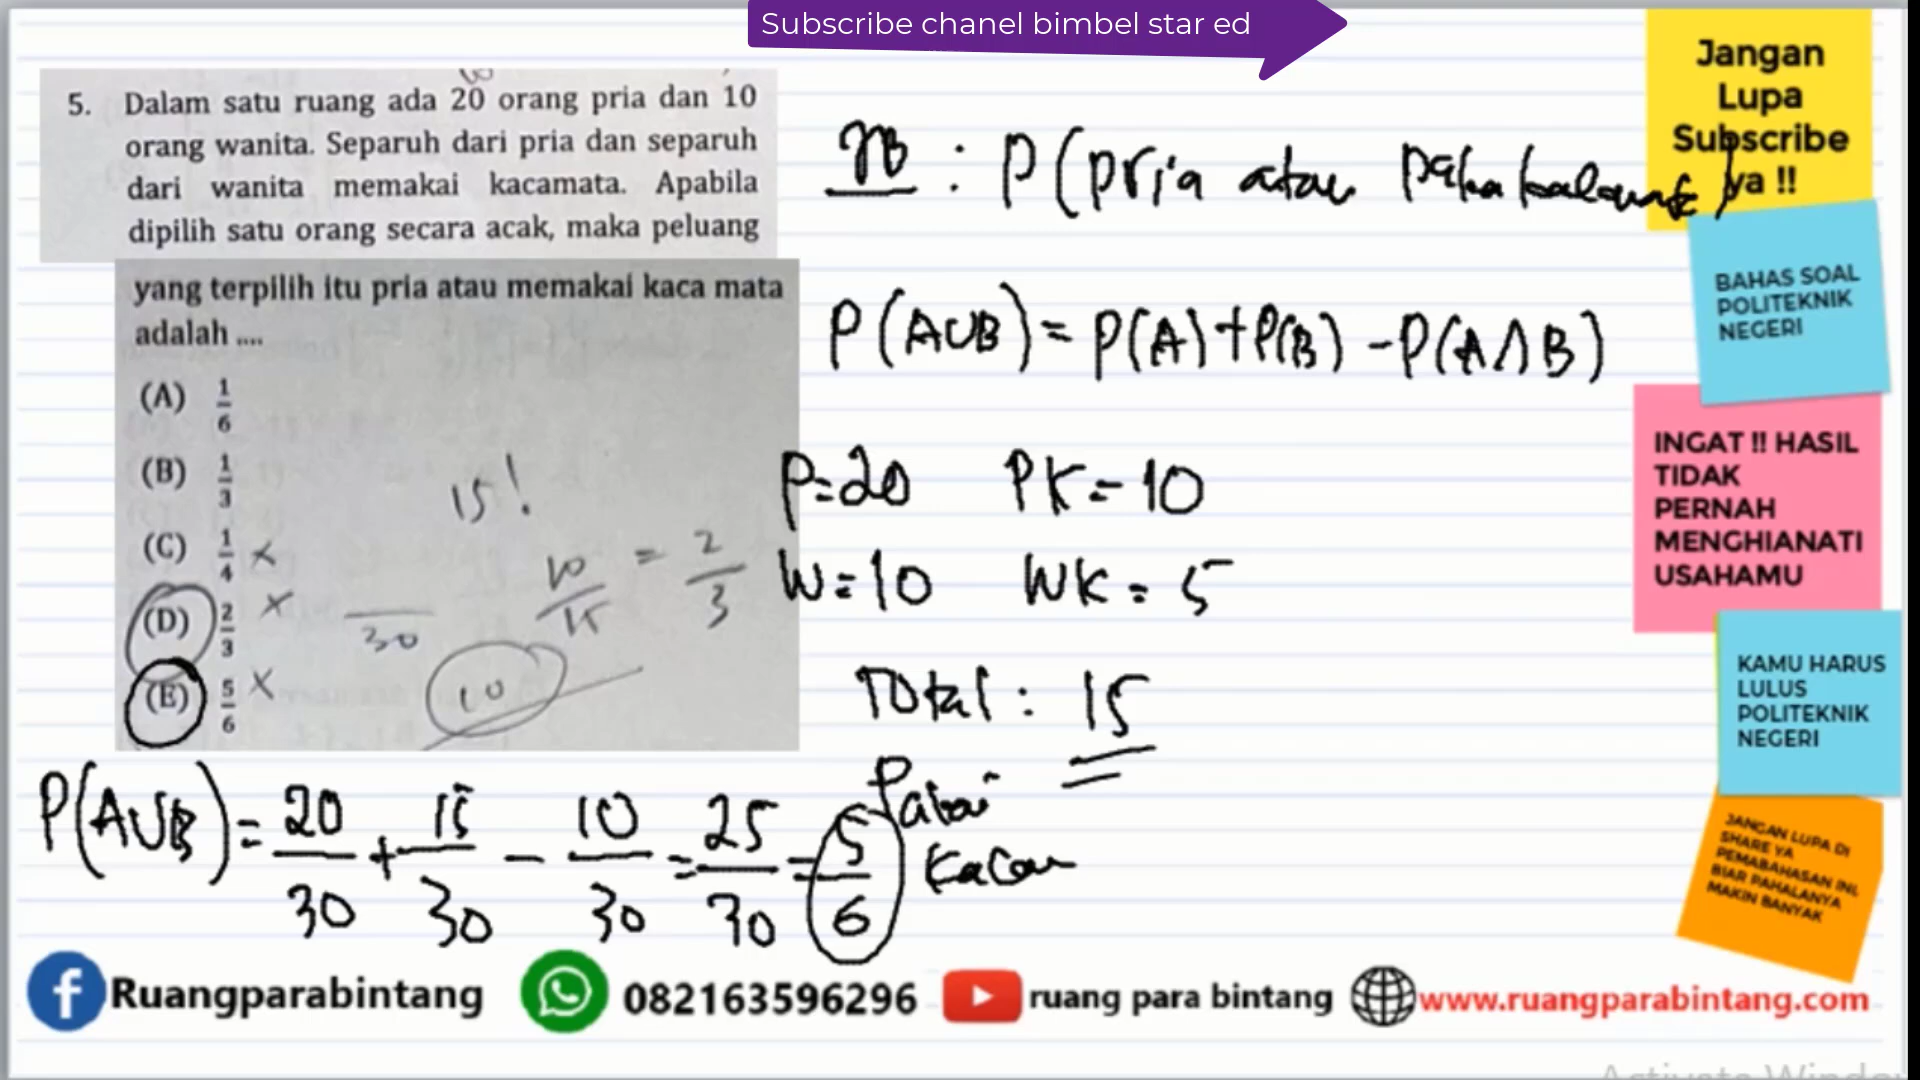 Subscribe chanel bimbel star ed
5. Dalam satu ruang ada 20 orang pria dan 10
orang wanita. Separuh dari pria dan separuh
dari wanita memakai kacamata. Apabila
dipilih satu orang secara acak, maka peluang
yang terpilih itu pria atau memakai kaca mata
adalah ....
(A) 1/6
(B) 1/3
(C) 1/4 x
(D) 2/3 x
(E) 5/6 x
15!
30
10/15 = 2/3
10
: P(pria atau
P(A∪B) = P(A)+P(B) - P(A∩B)
P=20 PK=10
W=10 WK=5
Total : 15
Pakai
P(A∪B) = 20/30 + 15/30 - 10/30 = 25/30 = 5/6
Jangan
Lupa
Subscribe
ya !!
BAHAS SOAL
POLITEKNIK
NEGERI
INGAT !! HASIL
TIDAK
PERNAH
MENGHIANATI
USAHAMU
KAMU HARUS
LULUS
POLITEKNIK
NEGERI
JANGAN LUPA DI
SHARE YA
PEMABAHASAN INI,
BIAR PAHALANYA
MAKIN BANYAK
Ruangparabintang
082163596296
ruang para bintang
www.ruangparabintang.com